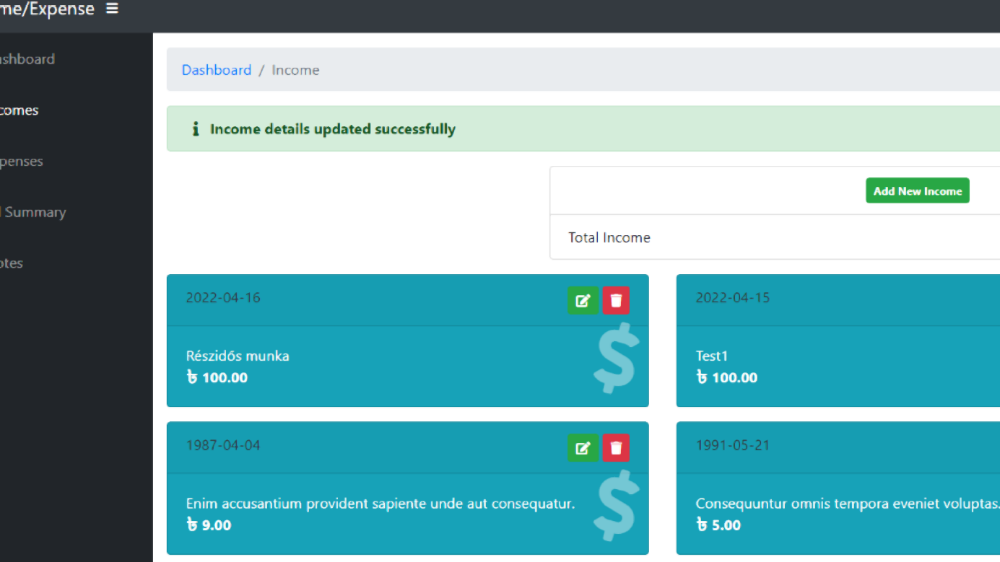 me/Expense
shboard
comes
penses
Summary
otes
Dashboard / Income
Income details updated successfully
Add New Income
Total Income
2022-04-16
Részidős munka
৳ 100.00
2022-04-15
Test1
৳ 100.00
1987-04-04
Enim accusantium provident sapiente unde aut consequatur.
৳ 9.00
1991-05-21
Consequuntur omnis tempora eveniet voluptas.
৳ 5.00